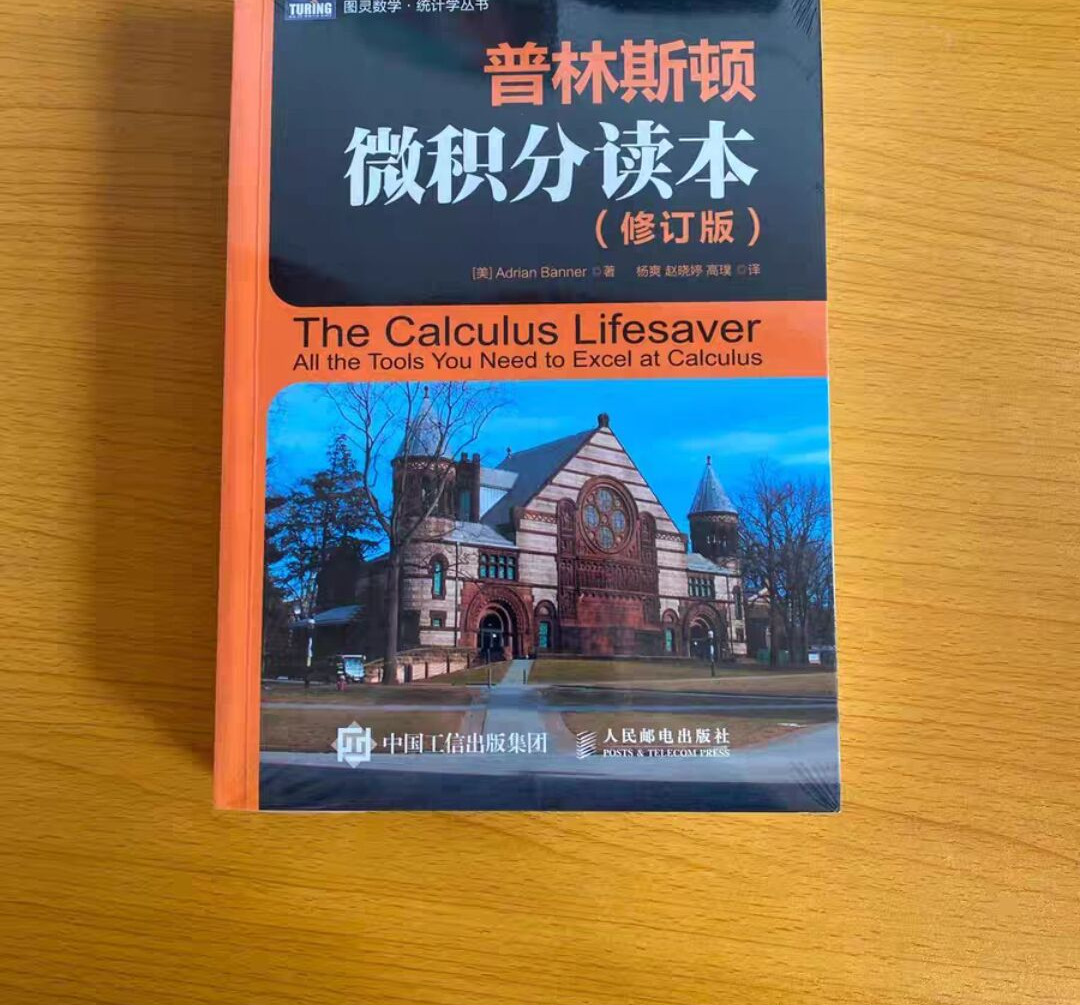 TURING 图灵数学·统计学丛书
普林斯顿
微积分读本
（修订版）
[美] Adrian Banner ◎著 杨爽 赵晓婷 高璞 ◎译
The Calculus Lifesaver
All the Tools You Need to Excel at Calculus
中国工信出版集团
人民邮电出版社
POSTS & TELECOM PRESS